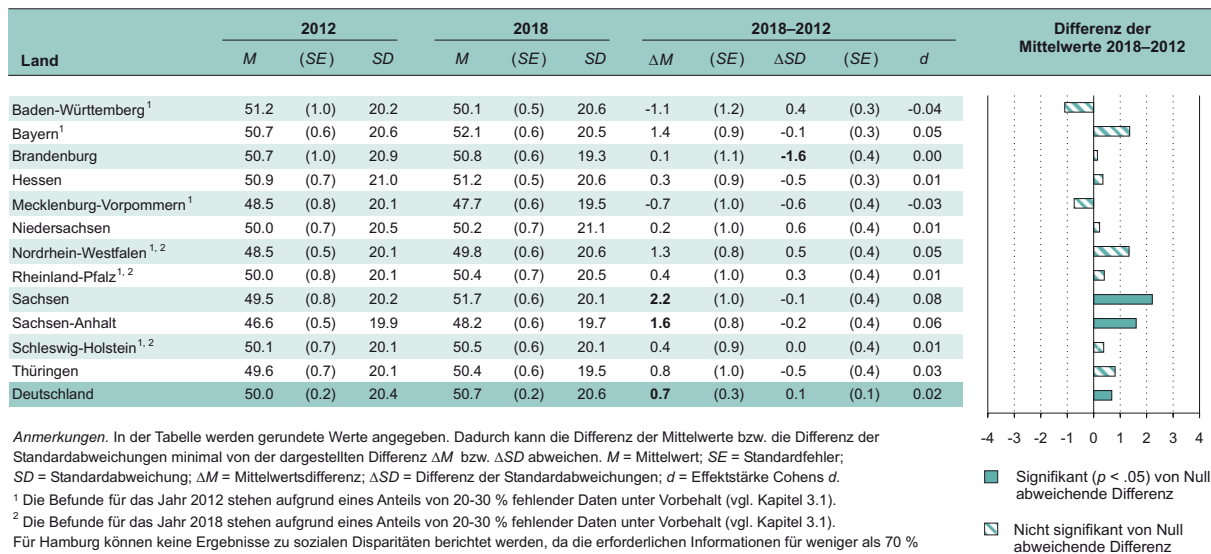 2012 2018 2018–2012 Differenz der Mittelwerte 2018–2012
Land M (SE) SD M (SE) SD ΔM (SE) ΔSD (SE) d
Baden-Württemberg¹ 51.2 (1.0) 20.2 50.1 (0.5) 20.6 -1.1 (1.2) 0.4 (0.3) -0.04
Bayern¹ 50.7 (0.6) 20.6 52.1 (0.6) 20.5 1.4 (0.9) -0.1 (0.3) 0.05
Brandenburg 50.7 (1.0) 20.9 50.8 (0.6) 19.3 0.1 (1.1) -1.6 (0.4) 0.00
Hessen 50.9 (0.7) 21.0 51.2 (0.5) 20.6 0.3 (0.9) -0.5 (0.3) 0.01
Mecklenburg-Vorpommern¹ 48.5 (0.8) 20.1 47.7 (0.6) 19.5 -0.7 (1.0) -0.6 (0.4) -0.03
Niedersachsen 50.0 (0.7) 20.5 50.2 (0.7) 21.1 0.2 (1.0) 0.6 (0.4) 0.01
Nordrhein-Westfalen¹, ² 48.5 (0.5) 20.1 49.8 (0.6) 20.6 1.3 (0.8) 0.5 (0.4) 0.05
Rheinland-Pfalz¹, ² 50.0 (0.8) 20.1 50.4 (0.7) 20.5 0.4 (1.0) 0.3 (0.4) 0.01
Sachsen 49.5 (0.8) 20.2 51.7 (0.6) 20.1 2.2 (1.0) -0.1 (0.4) 0.08
Sachsen-Anhalt 46.6 (0.5) 19.9 48.2 (0.6) 19.7 1.6 (0.8) -0.2 (0.4) 0.06
Schleswig-Holstein¹, ² 50.1 (0.7) 20.1 50.5 (0.6) 20.1 0.4 (0.9) 0.0 (0.4) 0.01
Thüringen 49.6 (0.7) 20.1 50.4 (0.6) 19.5 0.8 (1.0) -0.5 (0.4) 0.03
Deutschland 50.0 (0.2) 20.4 50.7 (0.2) 20.6 0.7 (0.3) 0.1 (0.1) 0.02
-4 -3 -2 -1 0 1 2 3 4
Anmerkungen. In der Tabelle werden gerundete Werte angegeben. Dadurch kann die Differenz der Mittelwerte bzw. die Differenz der
Standardabweichungen minimal von der dargestellten Differenz ΔM bzw. ΔSD abweichen. M = Mittelwert; SE = Standardfehler;
SD = Standardabweichung; ΔM = Mittelwertsdifferenz; ΔSD = Differenz der Standardabweichungen; d = Effektstärke Cohens d.
¹ Die Befunde für das Jahr 2012 stehen aufgrund eines Anteils von 20-30 % fehlender Daten unter Vorbehalt (vgl. Kapitel 3.1).
² Die Befunde für das Jahr 2018 stehen aufgrund eines Anteils von 20-30 % fehlender Daten unter Vorbehalt (vgl. Kapitel 3.1).
Für Hamburg können keine Ergebnisse zu sozialen Disparitäten berichtet werden, da die erforderlichen Informationen für weniger als 70 %
Signifikant (p < .05) von Null
abweichende Differenz
Nicht signifikant von Null
abweichende Differenz